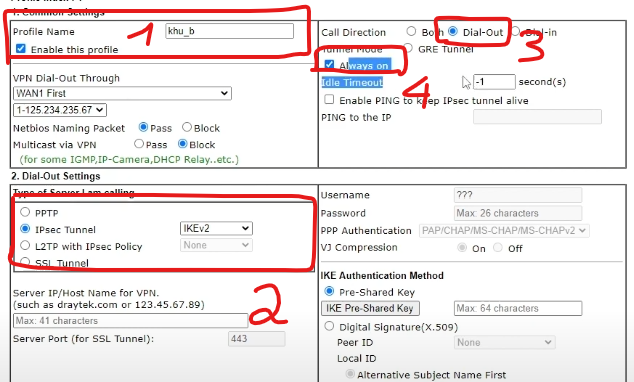 1. Common Settings
Profile Name khu_b
Enable this profile
1
VPN Dial-Out Through
WAN1 First
1-125.234.235.67
Netbios Naming Packet Pass Block
Multicast via VPN Pass Block
(for some IGMP,IP-Camera,DHCP Relay..etc.)
Call Direction Both Dial-Out Dial-in
3
Tunnel Mode GRE Tunnel
Always on
4
Idle Timeout -1 second(s)
Enable PING to keep IPsec tunnel alive
PING to the IP
2. Dial-Out Settings
Type of Server I am calling
PPTP
IPsec Tunnel IKEv2
L2TP with IPsec Policy None
SSL Tunnel
2
Server IP/Host Name for VPN.
(such as draytek.com or 123.45.67.89)
Max: 41 characters
Server Port (for SSL Tunnel): 443
Username ???
Password Max: 26 characters
PPP Authentication PAP/CHAP/MS-CHAP/MS-CHAPv2
VJ Compression On Off
IKE Authentication Method
Pre-Shared Key
IKE Pre-Shared Key Max: 64 characters
Digital Signature(X.509)
Peer ID None
Local ID
Alternative Subject Name First